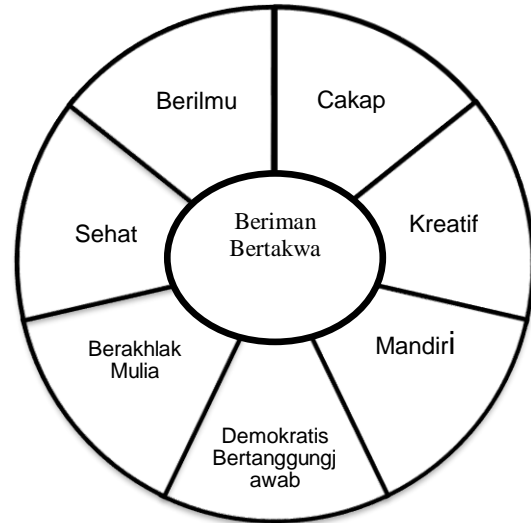 Berilmu
Cakap
Sehat
Beriman
Bertakwa
Kreatif
Berakhlak
Mulia
Mandiri
Demokratis
Bertanggungj
awab